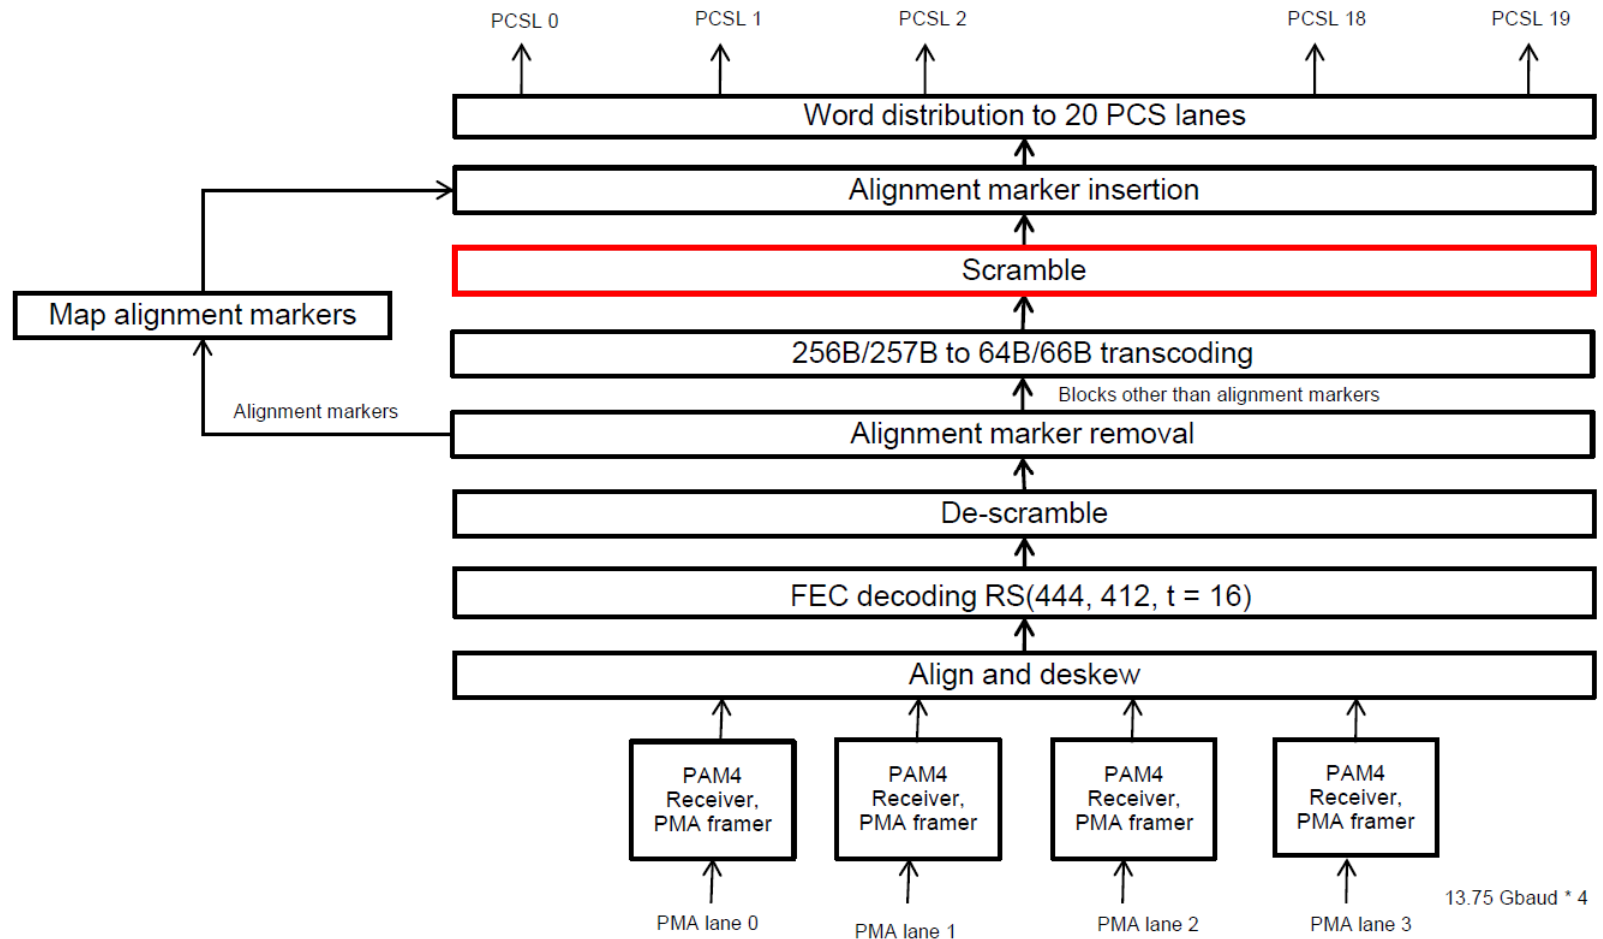 PCSL 0
PCSL 1
PCSL 2
PCSL 18
PCSL 19
Word distribution to 20 PCS lanes
Alignment marker insertion
Scramble
Map alignment markers
256B/257B to 64B/66B transcoding
Blocks other than alignment markers
Alignment markers
Alignment marker removal
De-scramble
FEC decoding RS(444, 412, t = 16)
Align and deskew
PAM4
Receiver,
PMA framer
PAM4
Receiver,
PMA framer
PAM4
Receiver,
PMA framer
PAM4
Receiver,
PMA framer
13.75 Gbaud * 4
PMA lane 0
PMA lane 1
PMA lane 2
PMA lane 3